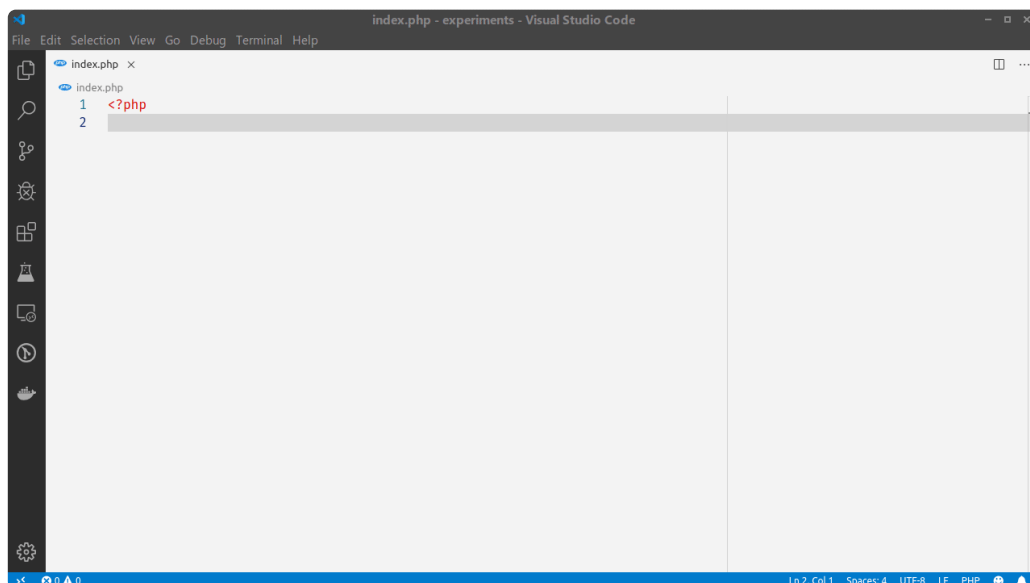 index.php - experiments - Visual Studio Code
File Edit Selection View Go Debug Terminal Help
index.php
index.php
1 <?php
2
0 0 Ln 2, Col 1 Spaces: 4 UTF-8 LF PHP